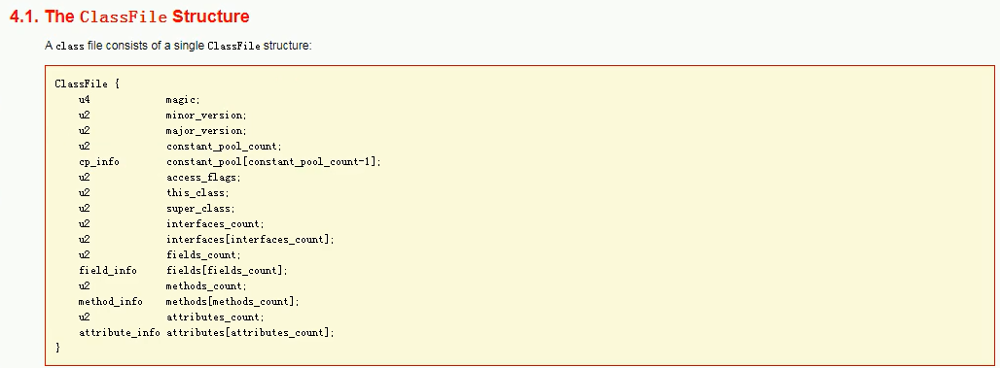 4.1. The ClassFile Structure
A class file consists of a single ClassFile structure:
ClassFile {
u4 magic;
u2 minor_version;
u2 major_version;
u2 constant_pool_count;
cp_info constant_pool[constant_pool_count-1];
u2 access_flags;
u2 this_class;
u2 super_class;
u2 interfaces_count;
u2 interfaces[interfaces_count];
u2 fields_count;
field_info fields[fields_count];
u2 methods_count;
method_info methods[methods_count];
u2 attributes_count;
attribute_info attributes[attributes_count];
}